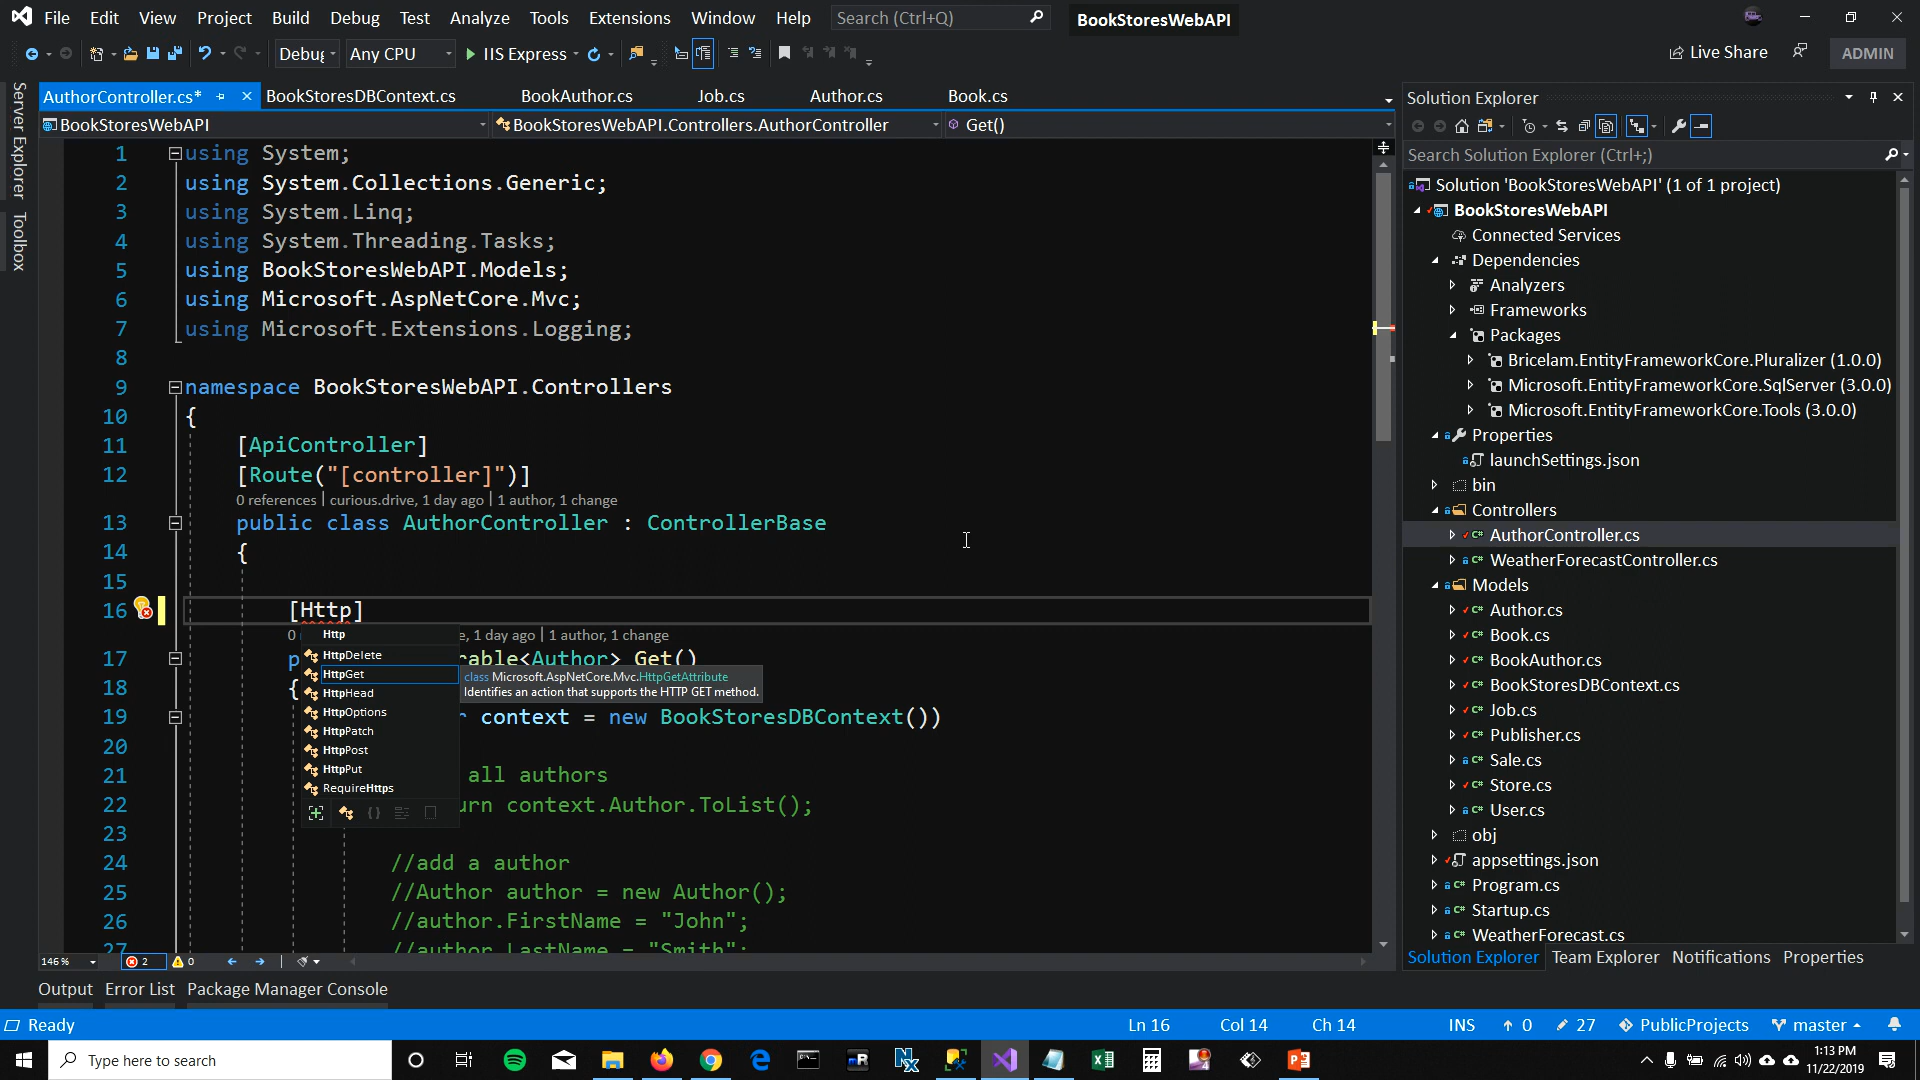 File Edit View Project Build Debug Test Analyze Tools Extensions Window Help Search (Ctrl+Q) BookStoresWebAPI
Debug Any CPU IIS Express Live Share ADMIN
Server Explorer
Toolbox
AuthorController.cs* BookStoresDBContext.cs BookAuthor.cs Job.cs Author.cs Book.cs
BookStoresWebAPI BookStoresWebAPI.Controllers.AuthorController Get()
1 using System;
2 using System.Collections.Generic;
3 using System.Linq;
4 using System.Threading.Tasks;
5 using BookStoresWebAPI.Models;
6 using Microsoft.AspNetCore.Mvc;
7 using Microsoft.Extensions.Logging;
8
9 namespace BookStoresWebAPI.Controllers
10 {
11 [ApiController]
12 [Route("[controller]")]
0 references | curious.drive, 1 day ago | 1 author, 1 change
13 public class AuthorController : ControllerBase
14 {
15
16 [Http]
0 e, 1 day ago | 1 author, 1 change
17 p rable<Author> Get()
18 {
19 r context = new BookStoresDBContext())
20
21 all authors
22 urn context.Author.ToList();
23
24 //add a author
25 //Author author = new Author();
26 //author.FirstName = "John";
27 //author.LastName = "Smith";
Http
HttpDelete
HttpGet
HttpHead
HttpOptions
HttpPatch
HttpPost
HttpPut
RequireHttps
class Microsoft.AspNetCore.Mvc.HttpGetAttribute
Identifies an action that supports the HTTP GET method.
146 % 2 0
Output Error List Package Manager Console
Solution Explorer
Search Solution Explorer (Ctrl+;)
Solution 'BookStoresWebAPI' (1 of 1 project)
BookStoresWebAPI
Connected Services
Dependencies
Analyzers
Frameworks
Packages
Bricelam.EntityFrameworkCore.Pluralizer (1.0.0)
Microsoft.EntityFrameworkCore.SqlServer (3.0.0)
Microsoft.EntityFrameworkCore.Tools (3.0.0)
Properties
launchSettings.json
bin
Controllers
AuthorController.cs
WeatherForecastController.cs
Models
Author.cs
Book.cs
BookAuthor.cs
BookStoresDBContext.cs
Job.cs
Publisher.cs
Sale.cs
Store.cs
User.cs
obj
appsettings.json
Program.cs
Startup.cs
WeatherForecast.cs
Solution Explorer Team Explorer Notifications Properties
Ready Ln 16 Col 14 Ch 14 INS 0 27 PublicProjects master
Type here to search
1:13 PM
11/22/2019